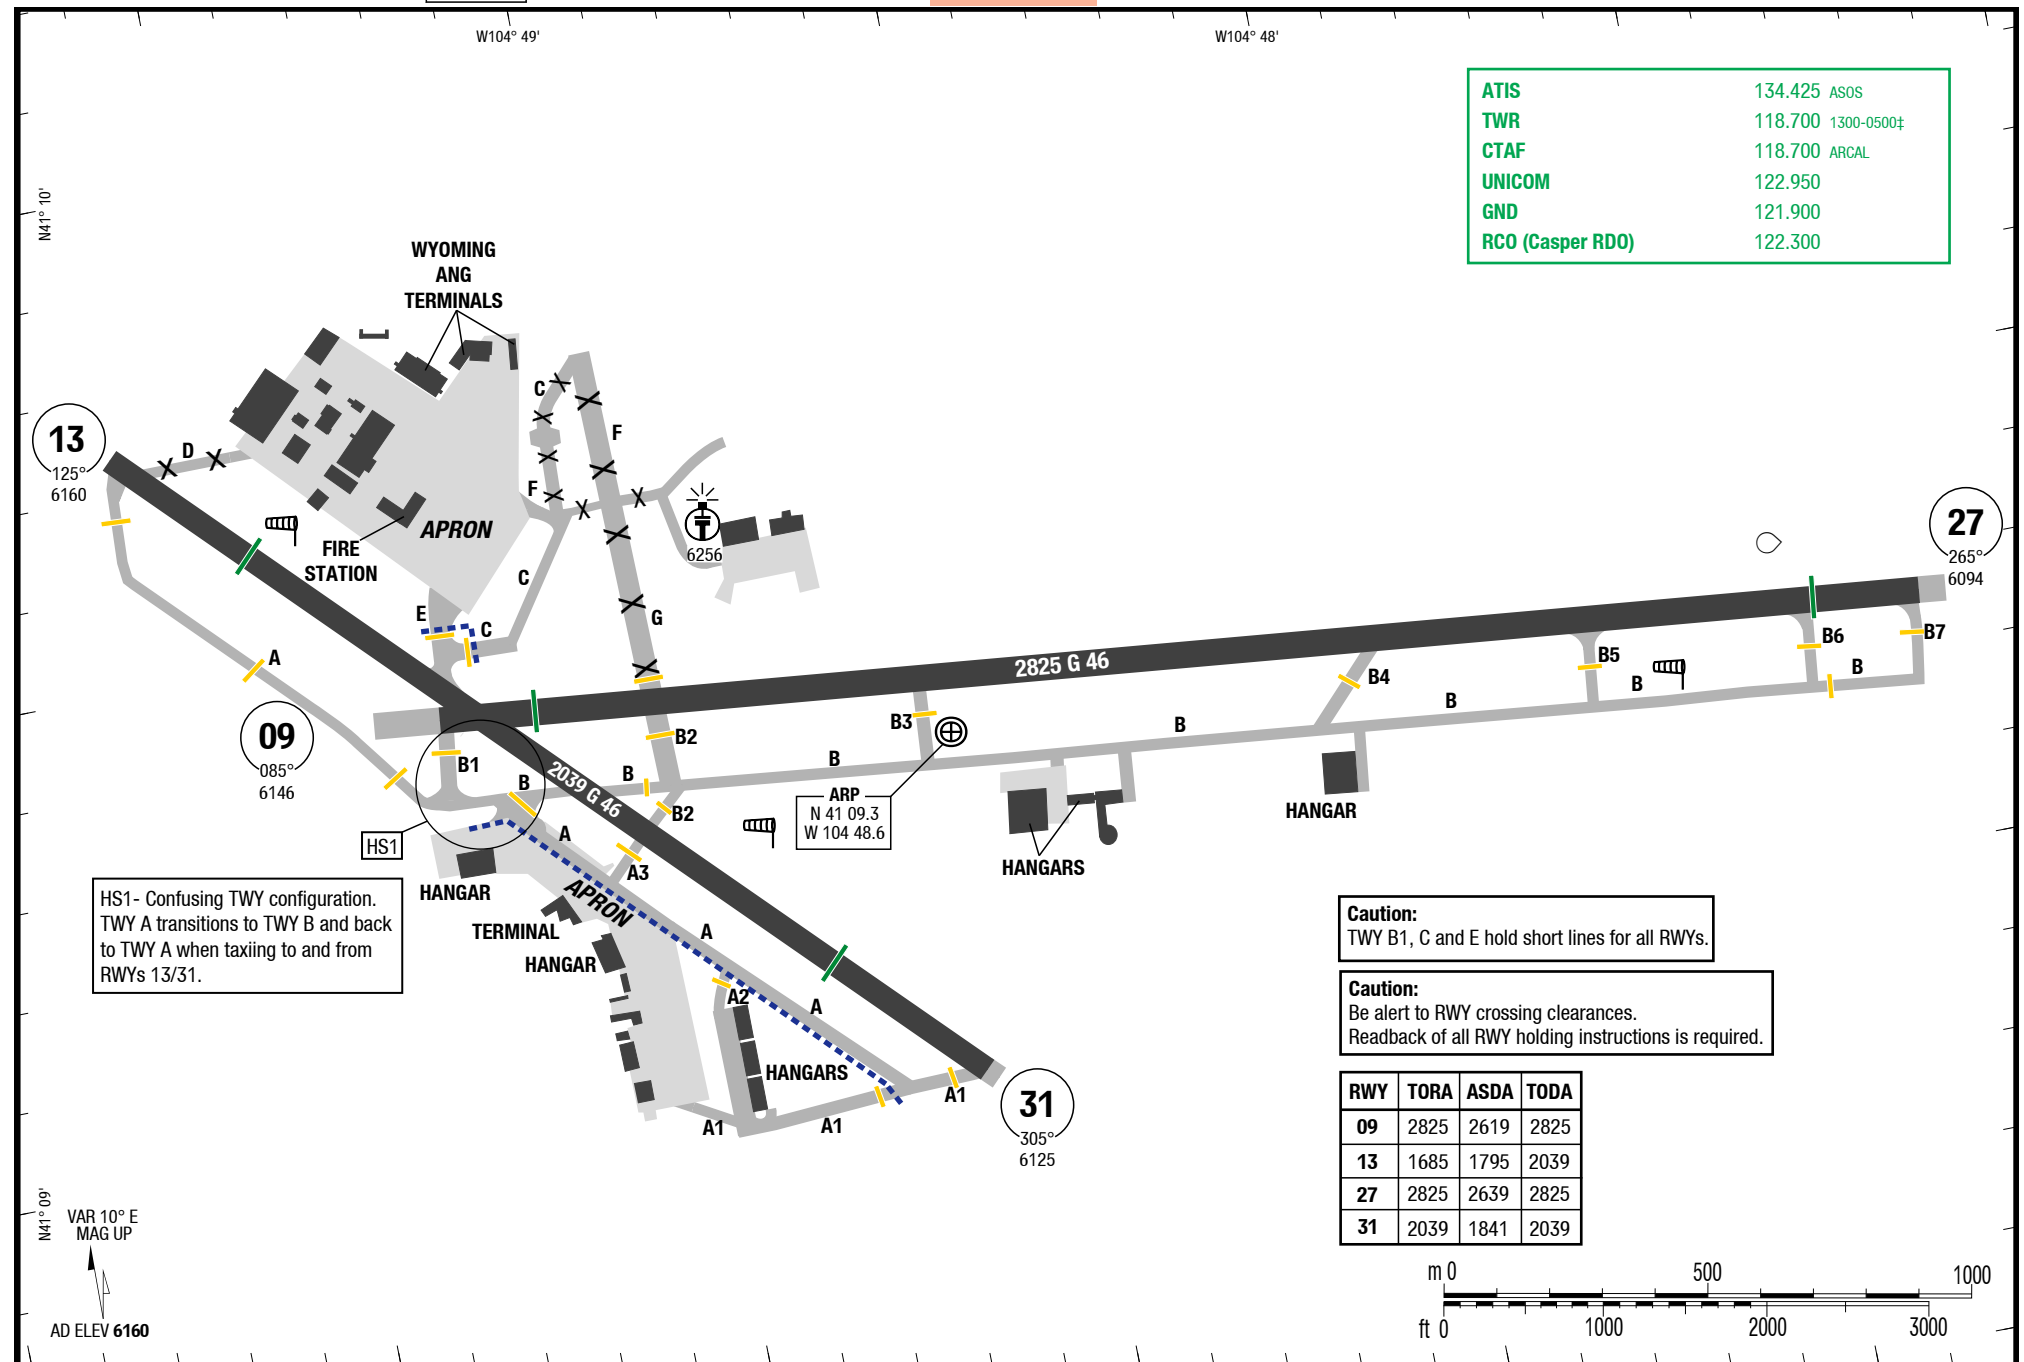 W104° 49'
W104° 48'
ATIS 134.425 ASOS
TWR 118.700 1300-0500‡
CTAF 118.700 ARCAL
UNICOM 122.950
GND 121.900
RCO (Casper RDO) 122.300
N41° 10'
WYOMING
ANG
TERMINALS
C
F
13
125°
6160
D
F
APRON
FIRE
STATION
6256
27
265°
6094
C
E
C
G
B7
B6
B5
B
B
A
2825 G 46
B4
B
09
085°
6146
B3
B2
B
B
B1
B
B
2039 G 46
ARP
N 41 09.3
W 104 48.6
HANGAR
B2
HS1
A
A3
HANGARS
HANGAR
APRON
HS1- Confusing TWY configuration.
TWY A transitions to TWY B and back
to TWY A when taxiing to and from
RWYs 13/31.
TERMINAL
A
HANGAR
A2
A
HANGARS
A1
A1
A1
31
305°
6125
Caution:
TWY B1, C and E hold short lines for all RWYs.
Caution:
Be alert to RWY crossing clearances.
Readback of all RWY holding instructions is required.
RWY TORA ASDA TODA
09 2825 2619 2825
13 1685 1795 2039
27 2825 2639 2825
31 2039 1841 2039
N41° 09'
VAR 10° E
MAG UP
AD ELEV 6160
m 0 500 1000
ft 0 1000 2000 3000